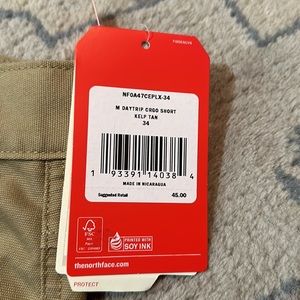 NF0A47CEPLX-34
M DAYTRIP CRGO SHORT
KELP TAN
34
1 93391 14038 4
MADE IN NICARAGUA
Suggested Retail 45.00
FSC
PRINTED WITH
SOY INK
thenorthface.com
PROTECT